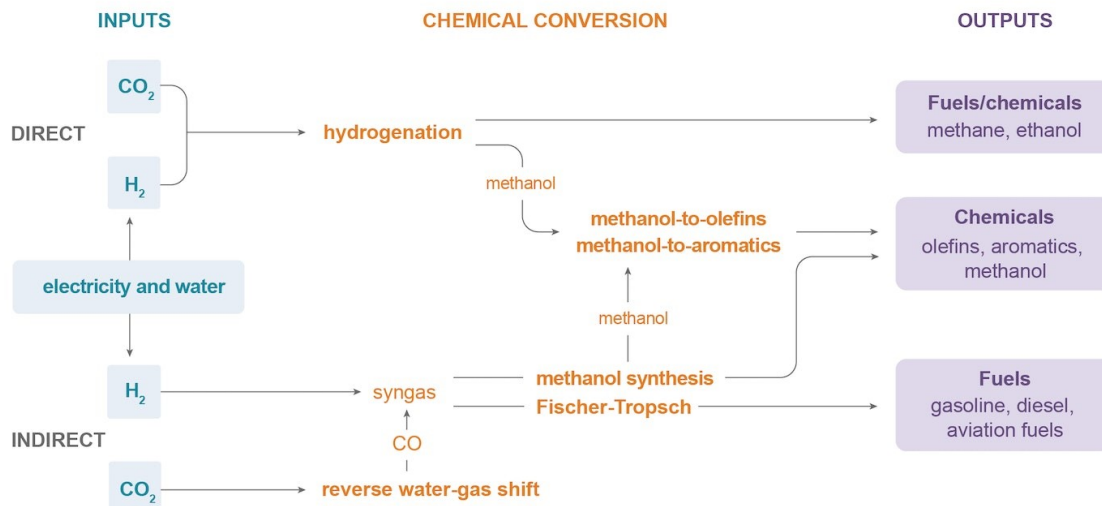 INPUTS
CHEMICAL CONVERSION
OUTPUTS
CO₂
DIRECT
H₂
hydrogenation
methanol
Fuels/chemicals
methane, ethanol
methanol-to-olefins
methanol-to-aromatics
Chemicals
olefins, aromatics,
methanol
electricity and water
methanol
H₂
syngas
methanol synthesis
Fischer-Tropsch
Fuels
gasoline, diesel,
aviation fuels
INDIRECT
CO
CO₂
reverse water-gas shift